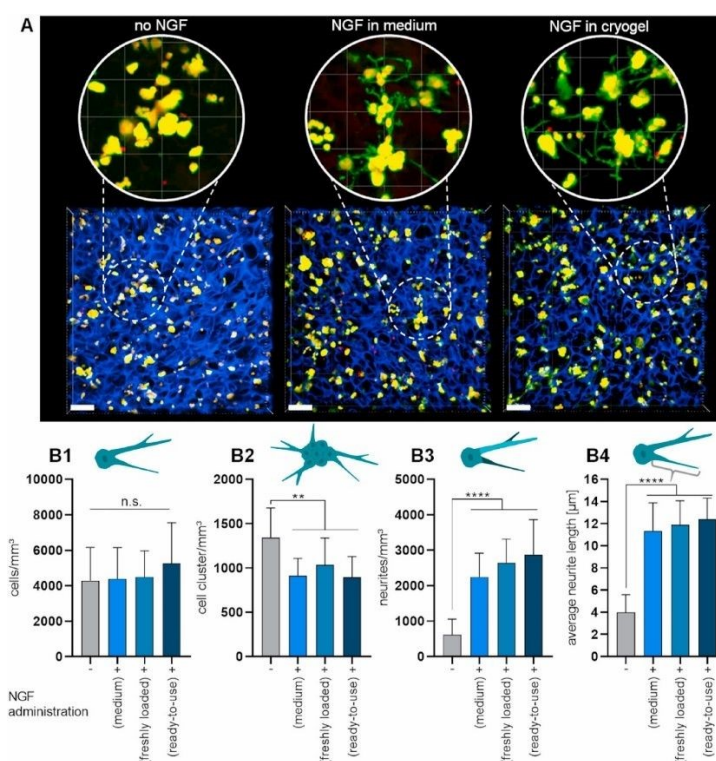 A
no NGF
NGF in medium
NGF in cryogel
B1
cells/mm³
10000
8000
6000
4000
2000
0
n.s.
-
+
+
+
NGF
administration
(medium)
(freshly loaded)
(ready-to-use)
B2
cell cluster/mm³
2000
1500
1000
500
0
**
-
+
+
+
(medium)
(freshly loaded)
(ready-to-use)
B3
neurites/mm³
5000
4000
3000
2000
1000
0
****
-
+
+
+
(medium)
(freshly loaded)
(ready-to-use)
B4
average neurite length [µm]
16
14
12
10
8
6
4
2
0
****
-
+
+
+
(medium)
(freshly loaded)
(ready-to-use)